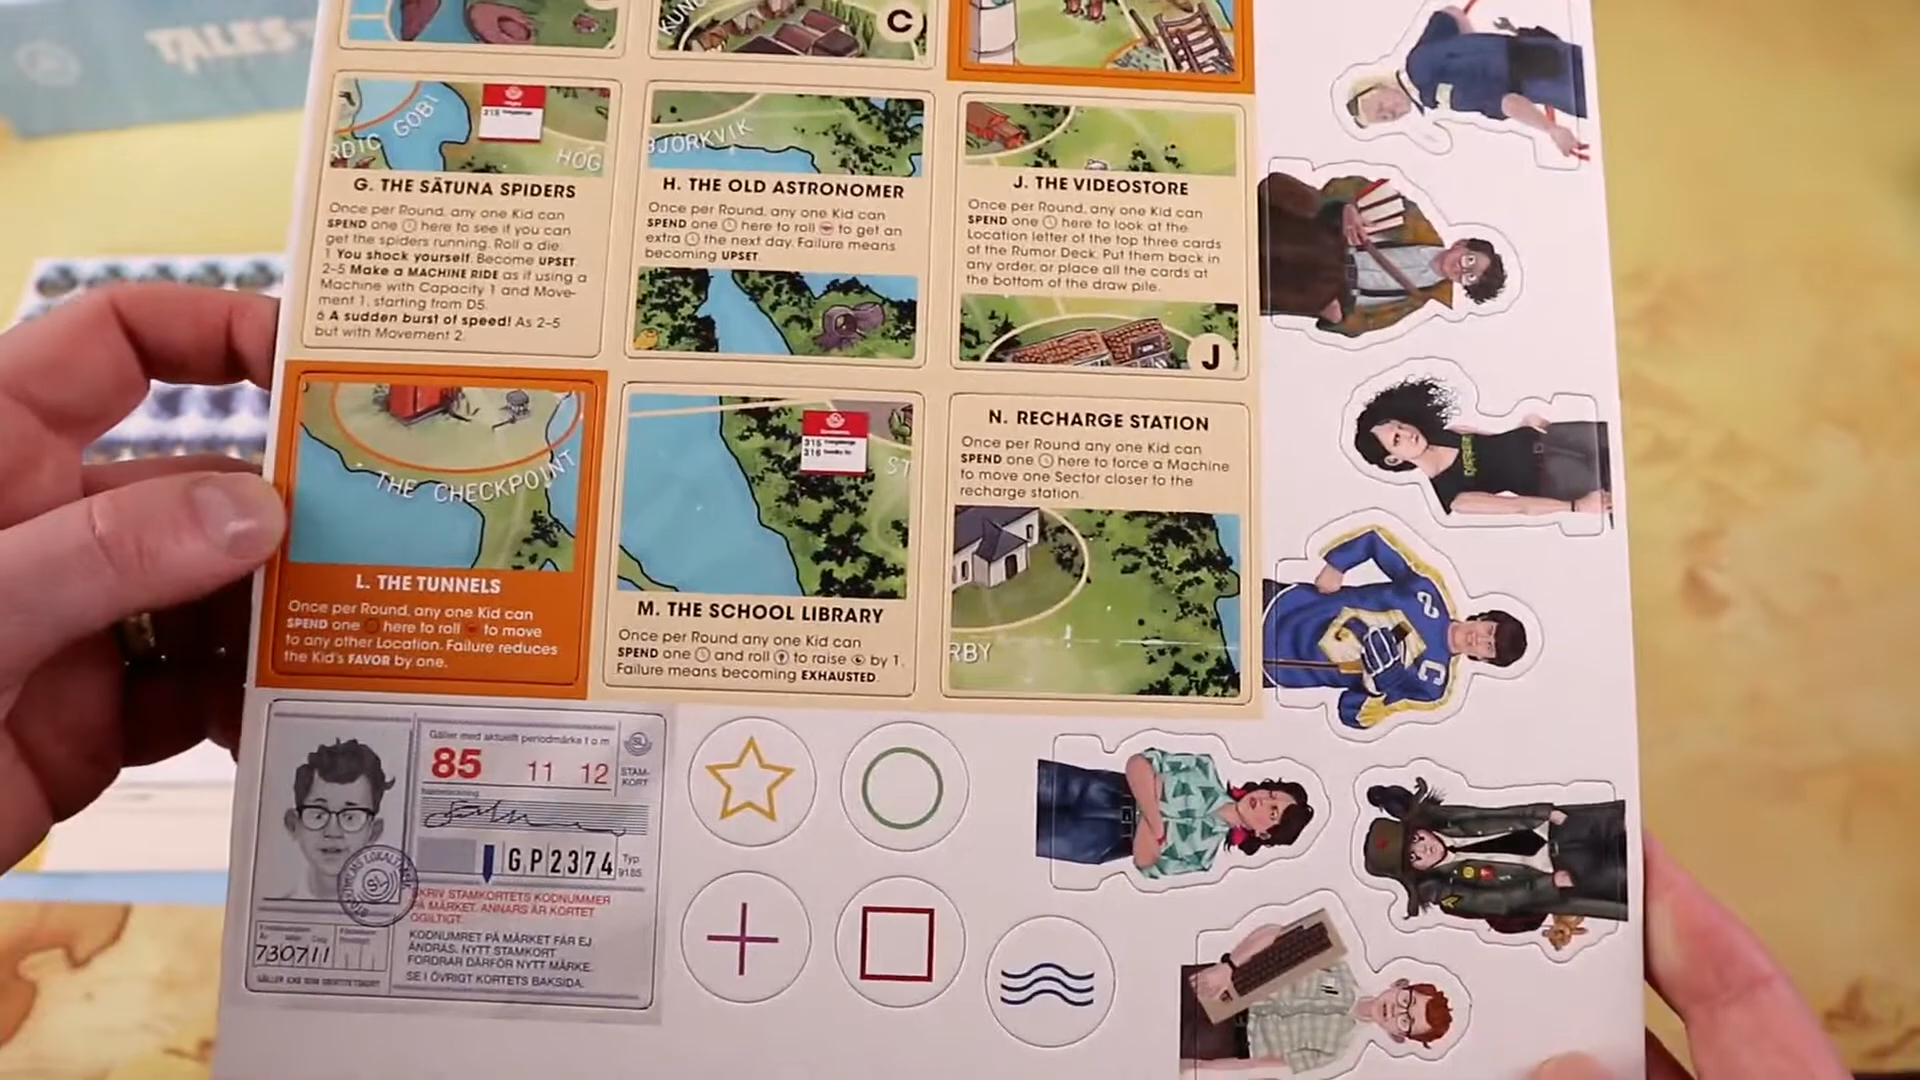 TALES
KUN
C
RDIC GOBI
315
HÖG
G. THE SÄTUNA SPIDERS
Once per Round, any one Kid can
SPEND one here to see if you can
get the spiders running. Roll a die:
1 You shock yourself. Become UPSET.
2–5 Make a MACHINE RIDE as if using a
Machine with Capacity 1 and Move-
ment 1, starting from D5.
6 A sudden burst of speed! As 2–5
but with Movement 2.
BJÖRKVIK
H. THE OLD ASTRONOMER
Once per Round, any one Kid can
SPEND one here to roll to get an
extra the next day. Failure means
becoming UPSET.
J. THE VIDEOSTORE
Once per Round, any one Kid can
SPEND one here to look at the
Location letter of the top three cards
of the Rumor Deck. Put them back in
any order, or place all the cards at
the bottom of the draw pile.
J
THE CHECKPOINT
L. THE TUNNELS
Once per Round, any one Kid can
SPEND one here to roll to move
to any other Location. Failure reduces
the Kid's FAVOR by one.
315
316
ST
M. THE SCHOOL LIBRARY
Once per Round any one Kid can
SPEND one and roll to raise by 1.
Failure means becoming EXHAUSTED.
N. RECHARGE STATION
Once per Round any one Kid can
SPEND one here to force a Machine
to move one Sector closer to the
recharge station.
RBY
Gäller med aktuellt periodmärke t o m
85 11 12
SL
STAM-
KORT
GP2374
Typ
9185
SL
SKRIV STAMKORTETS KODNUMMER
PÅ MÄRKET, ANNARS ÄR KORTET
OGILTIGT.
KODNUMRET PÅ MÄRKET FÅR EJ
ÄNDRAS. NYTT STAMKORT
FORDRAR DÄRFÖR NYTT MÄRKE.
SE I ÖVRIGT KORTETS BAKSIDA.
730711
2